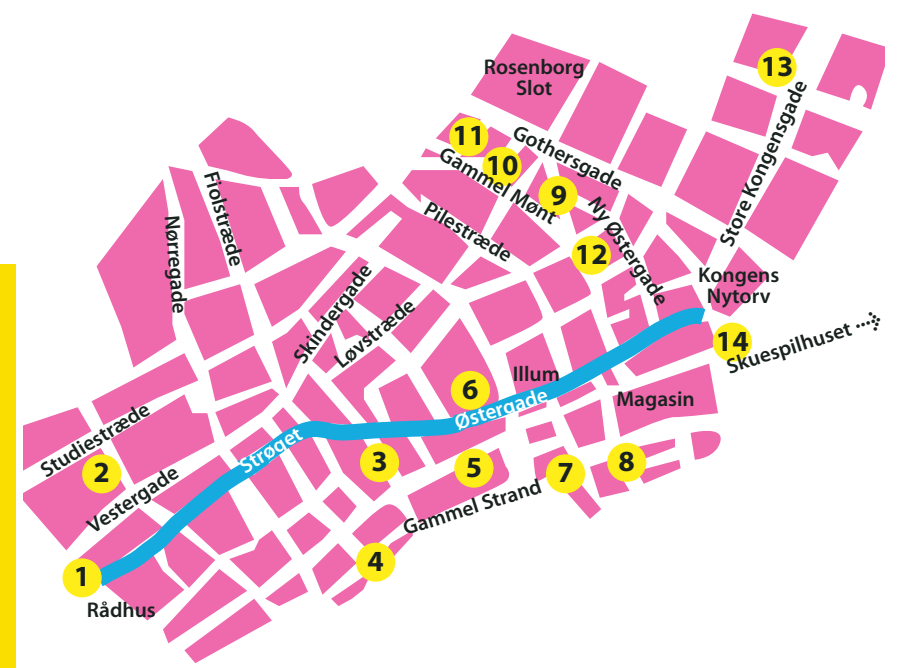 13
Rosenborg
Slot
11
Gothersgade
10
Gammel Mønt
Store Kongensgade
Fiolstræde
9
Ny Østergade
Nørregade
Pilestræde
12
Kongens
Nytorv
Skindergade
Løvstræde
14
Skuespilhuset
Illum
6
Østergade
Magasin
Studiestræde
Strøget
2
3
5
7
8
Vestergade
Gammel Strand
4
1
Rådhus